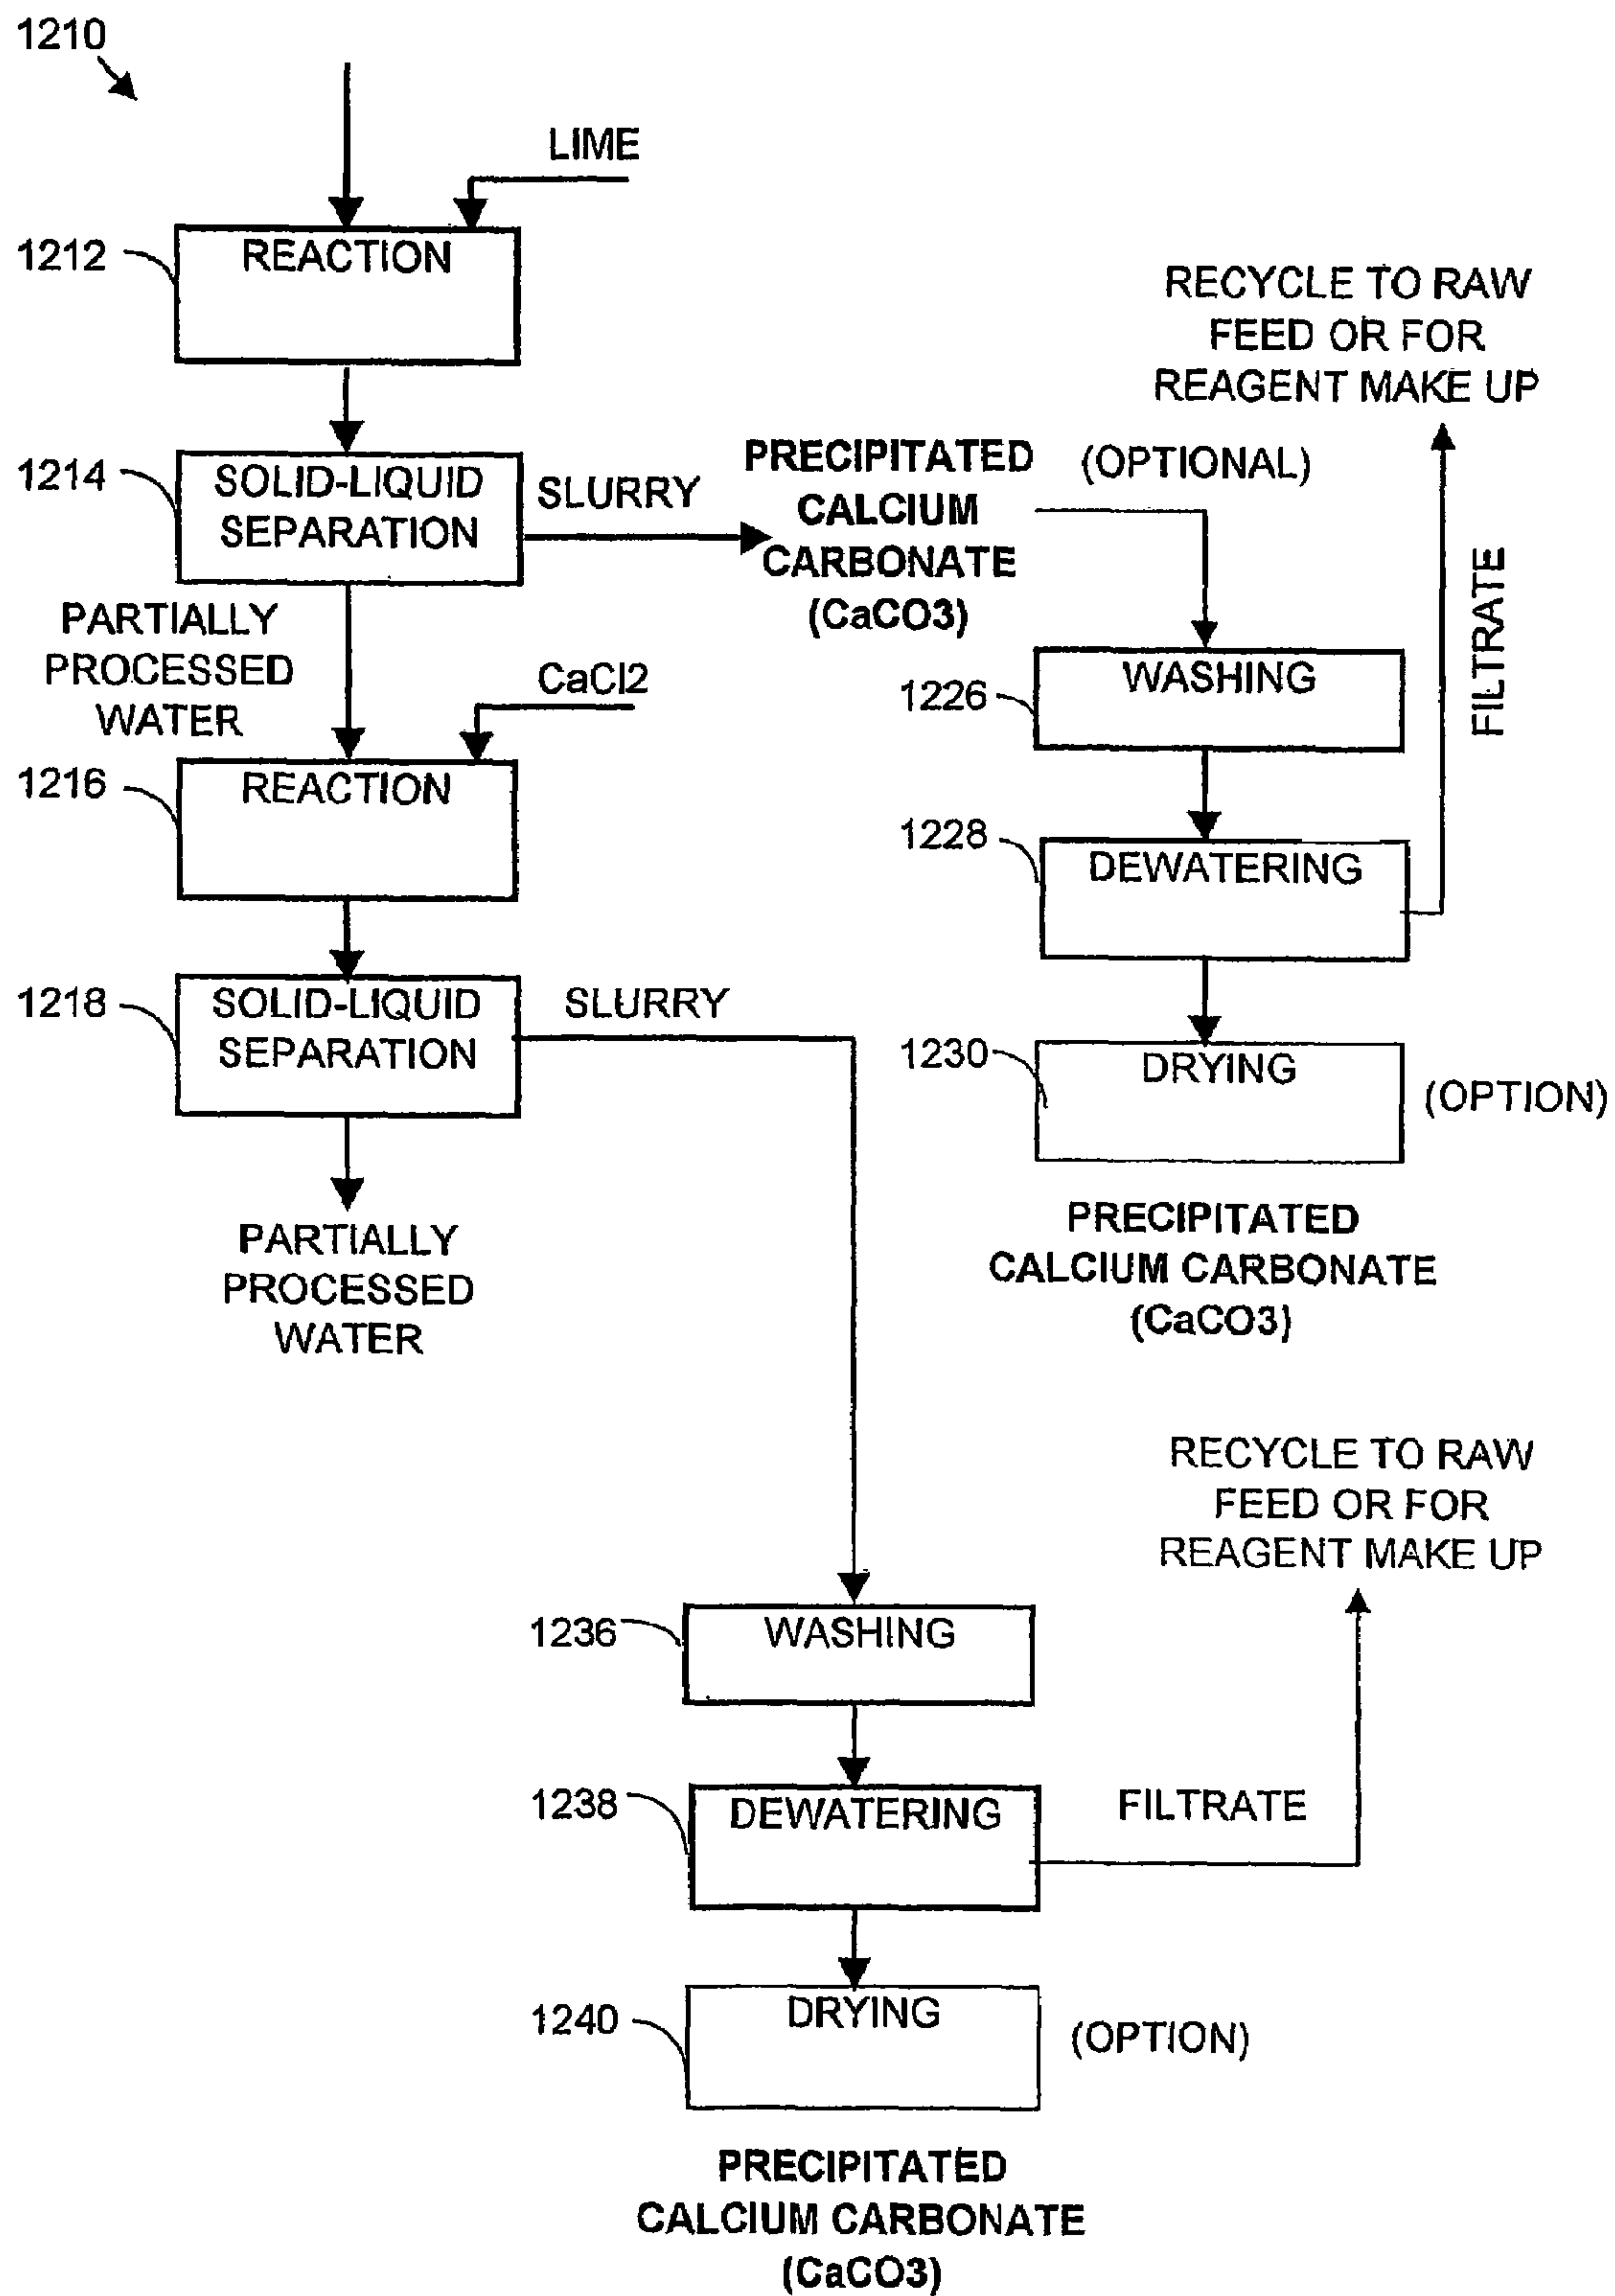 1210
LIME
1212
REACTION
RECYCLE TO RAW
FEED OR FOR
REAGENT MAKE UP
1214
SOLID-LIQUID
SEPARATION
SLURRY
PRECIPITATED
CALCIUM
CARBONATE
(CaCO3)
(OPTIONAL)
FILTRATE
PARTIALLY
PROCESSED
WATER
CaCl2
1226
WASHING
1216
REACTION
1228
DEWATERING
1218
SOLID-LIQUID
SEPARATION
SLURRY
1230
DRYING
(OPTION)
PARTIALLY
PROCESSED
WATER
PRECIPITATED
CALCIUM CARBONATE
(CaCO3)
RECYCLE TO RAW
FEED OR FOR
REAGENT MAKE UP
1236
WASHING
1238
DEWATERING
FILTRATE
1240
DRYING
(OPTION)
PRECIPITATED
CALCIUM CARBONATE
(CaCO3)